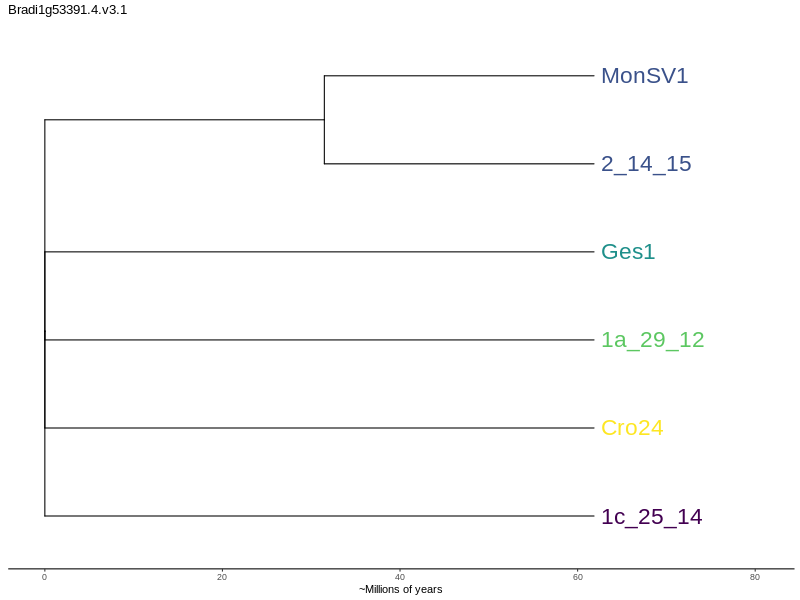 Bradi1g53391.4.v3.1
MonSV1
2_14_15
Ges1
1a_29_12
Cro24
1c_25_14
0 20 40 60 80
~Millions of years